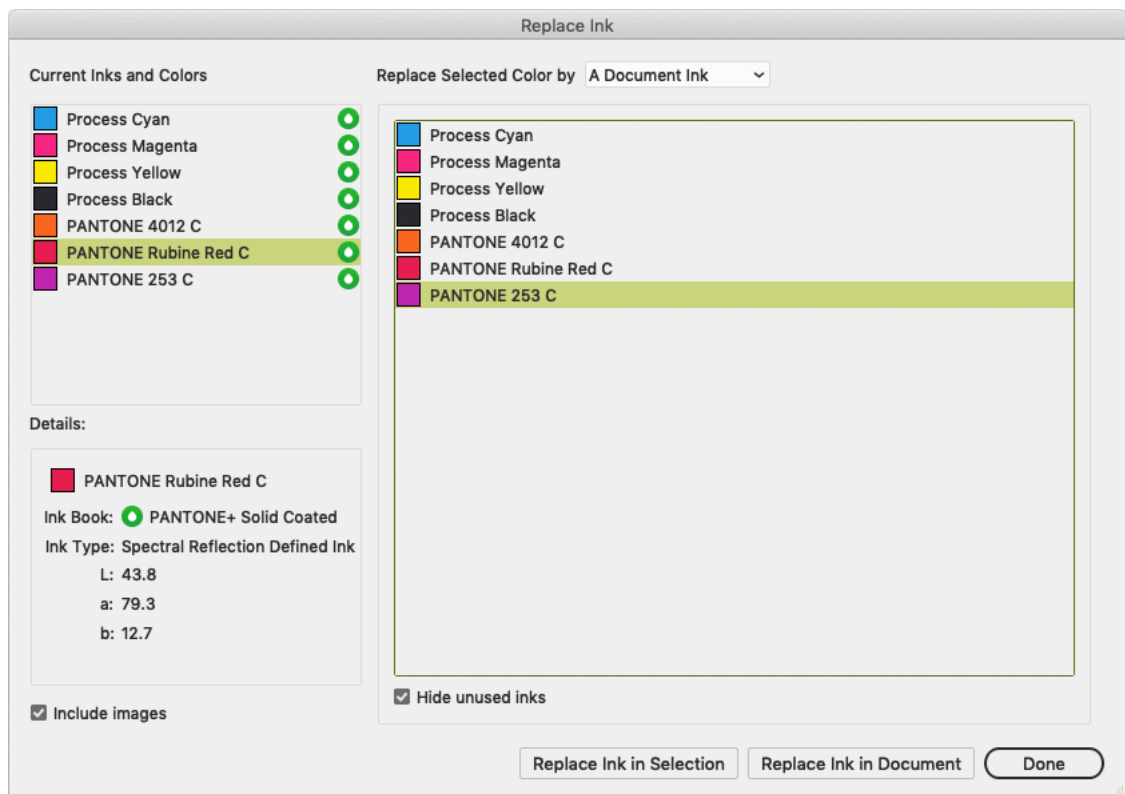 Replace Ink
Current Inks and Colors
Replace Selected Color by A Document Ink
Process Cyan
Process Magenta
Process Yellow
Process Black
PANTONE 4012 C
PANTONE Rubine Red C
PANTONE 253 C
Process Cyan
Process Magenta
Process Yellow
Process Black
PANTONE 4012 C
PANTONE Rubine Red C
PANTONE 253 C
Details:
PANTONE Rubine Red C
Ink Book: PANTONE+ Solid Coated
Ink Type: Spectral Reflection Defined Ink
L: 43.8
a: 79.3
b: 12.7
Include images
Hide unused inks
Replace Ink in Selection Replace Ink in Document Done